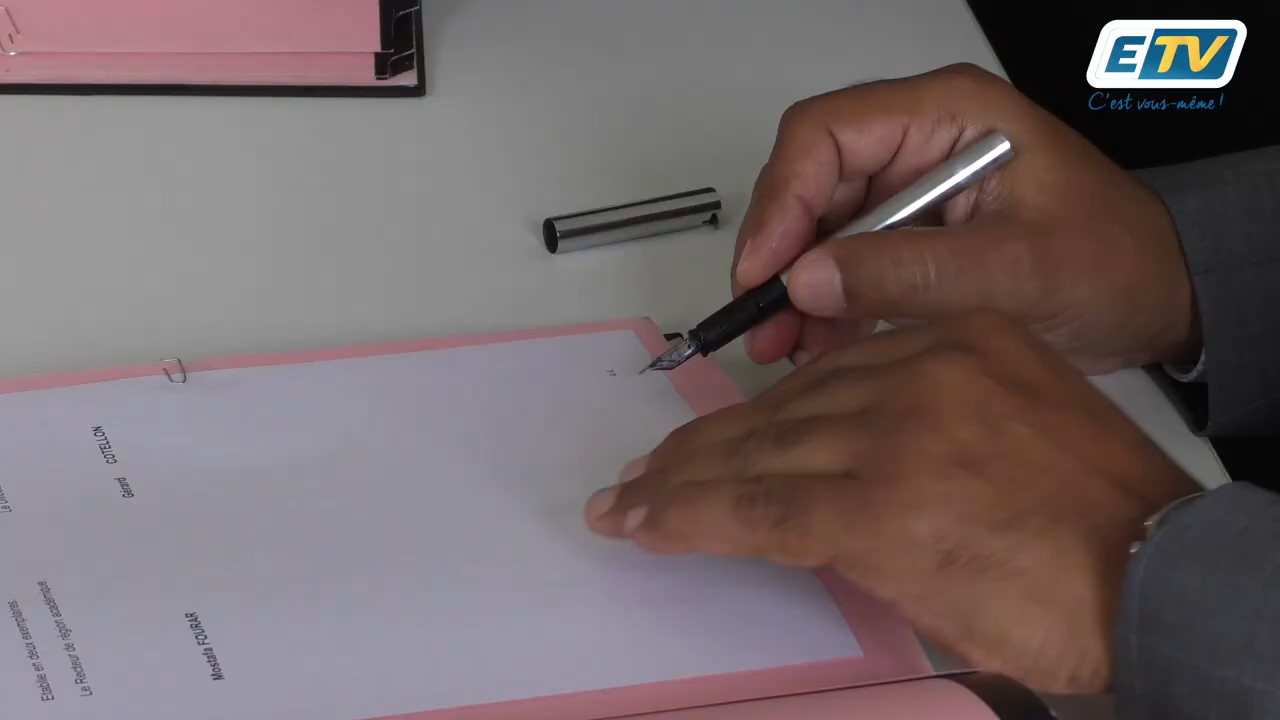 ETV
C'est vous-même !
Gérard COTELLON
Etablie en deux exemplaires.
Le Recteur de région académique,
Mostafa FOURAR